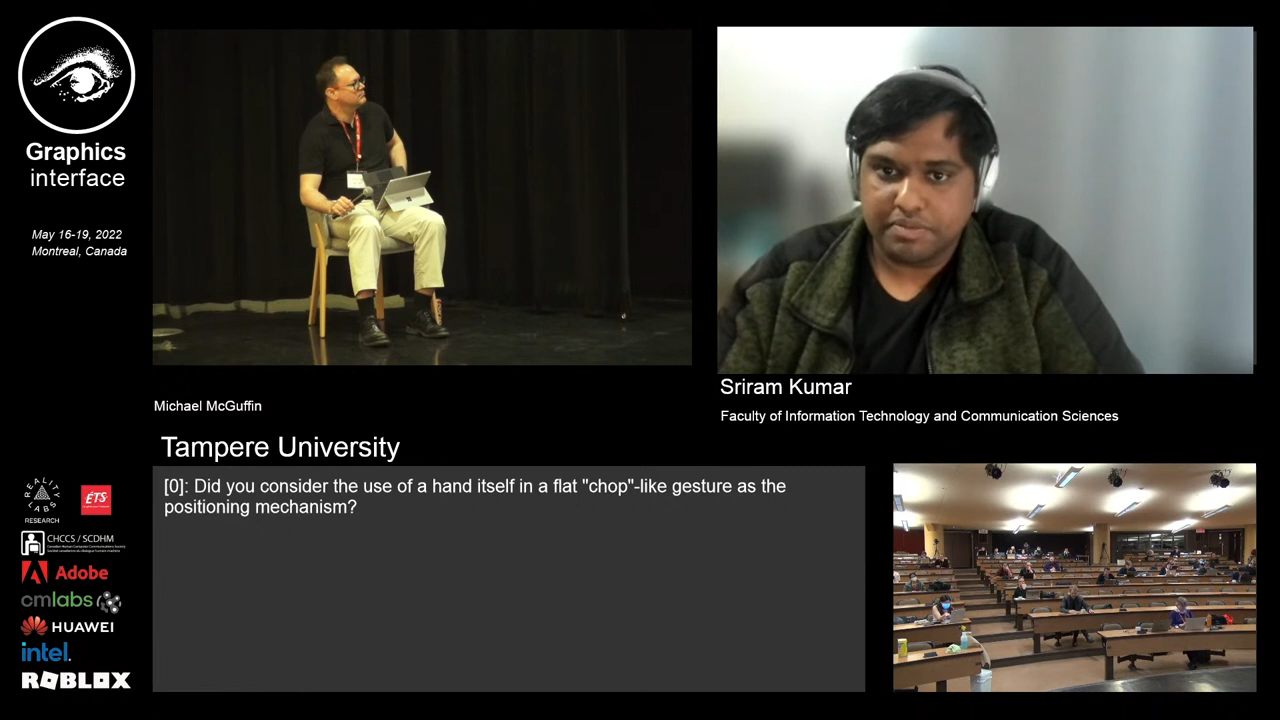 Graphics
interface
May 16-19, 2022
Montreal, Canada
Michael McGuffin
Sriram Kumar
Faculty of Information Technology and Communication Sciences
Tampere University
[0]: Did you consider the use of a hand itself in a flat "chop"-like gesture as the
positioning mechanism?
REALITY LABS
RESEARCH
ÉTS
CHCCS / SCDHM
Adobe
cmlabs
HUAWEI
intel.
ROBLOX